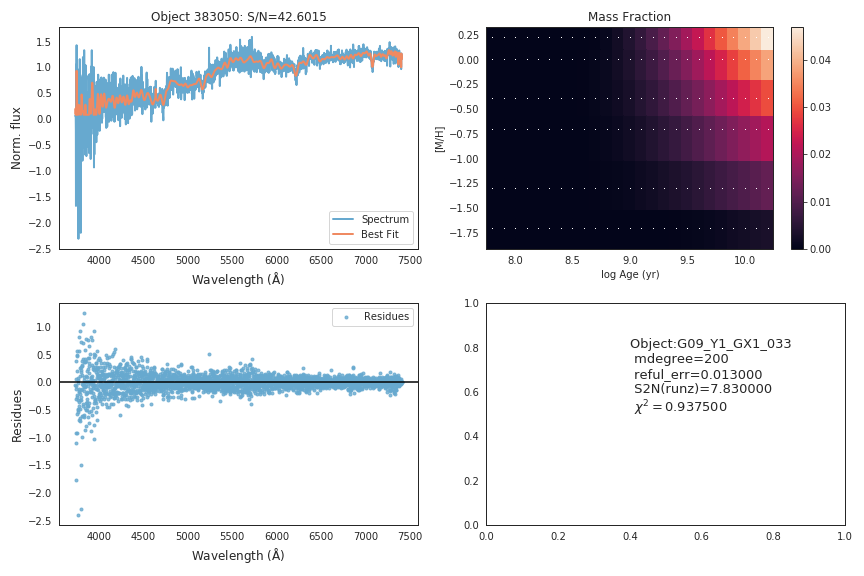 Object 383050: S/N=42.6015
Norm. flux
1.5
1.0
0.5
0.0
-0.5
-1.0
-1.5
-2.0
-2.5
Spectrum
Best Fit
4000 4500 5000 5500 6000 6500 7000 7500
Wavelength (Å)
Mass Fraction
[M/H]
0.25
0.00
−0.25
−0.50
−0.75
−1.00
−1.25
−1.50
−1.75
8.0 8.5 9.0 9.5 10.0
log Age (yr)
0.04
0.03
0.02
0.01
0.00
Residues
1.0
0.5
0.0
-0.5
-1.0
-1.5
-2.0
-2.5
Residues
4000 4500 5000 5500 6000 6500 7000 7500
Wavelength (Å)
1.0
0.8
0.6
0.4
0.2
0.0
Object:G09_Y1_GX1_033
mdegree=200
reful_err=0.013000
S2N(runz)=7.830000
χ² = 0.937500
0.0 0.2 0.4 0.6 0.8 1.0